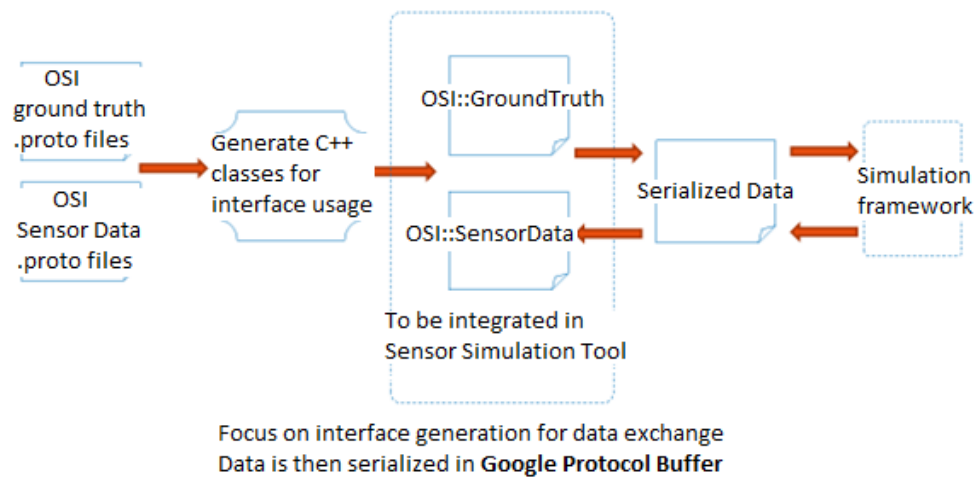 OSI
ground truth
.proto files
OSI
Sensor Data
.proto files
Generate C++
classes for
interface usage
OSI::GroundTruth
OSI::SensorData
To be integrated in
Sensor Simulation Tool
Serialized Data
Simulation
framework
Focus on interface generation for data exchange
Data is then serialized in Google Protocol Buffer